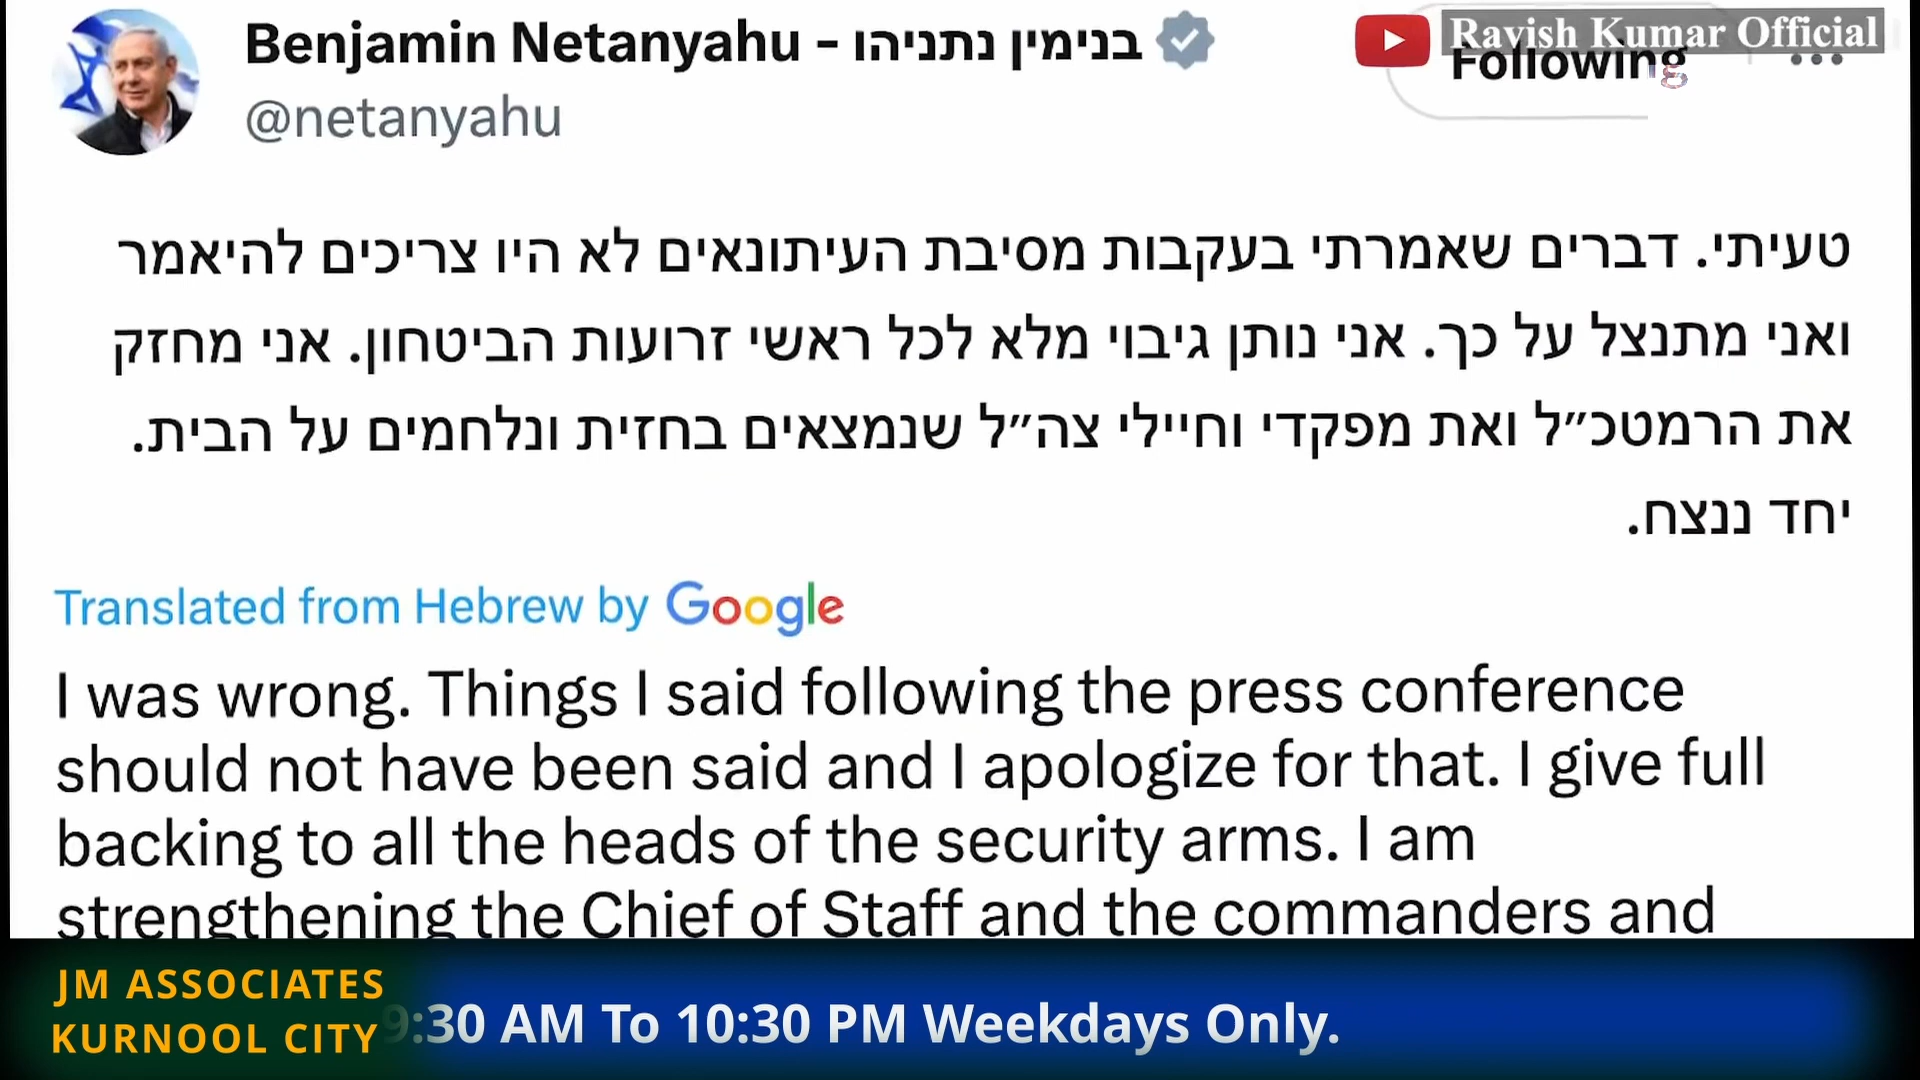 Benjamin Netanyahu - בנימין נתניהו
Ravish Kumar Official
Following
@netanyahu
טעיתי. דברים שאמרתי בעקבות מסיבת העיתונאים לא היו צריכים להיאמר
ואני מתנצל על כך. אני נותן גיבוי מלא לכל ראשי זרועות הביטחון. אני מחזק
את הרמטכ״ל ואת מפקדי וחיילי צה״ל שנמצאים בחזית ונלחמים על הבית.
יחד ננצח.
Translated from Hebrew by Google
I was wrong. Things I said following the press conference
should not have been said and I apologize for that. I give full
backing to all the heads of the security arms. I am
strengthening the Chief of Staff and the commanders and
JM ASSOCIATES
KURNOOL CITY
9:30 AM To 10:30 PM Weekdays Only.